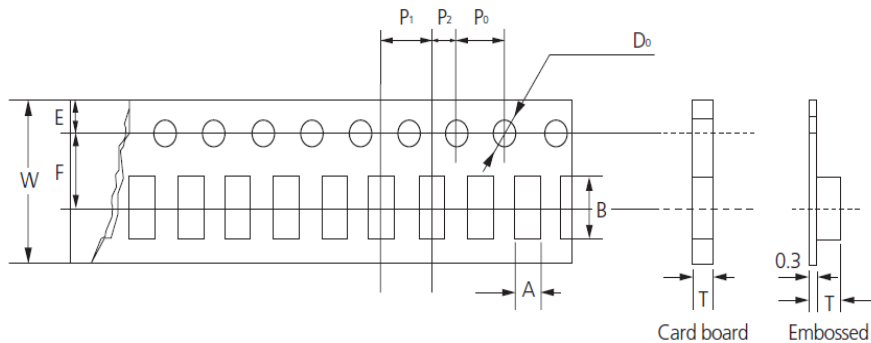 P₁ P₂ P₀
D₀
E
F
W
B
A
0.3
T T
Card board Embossed